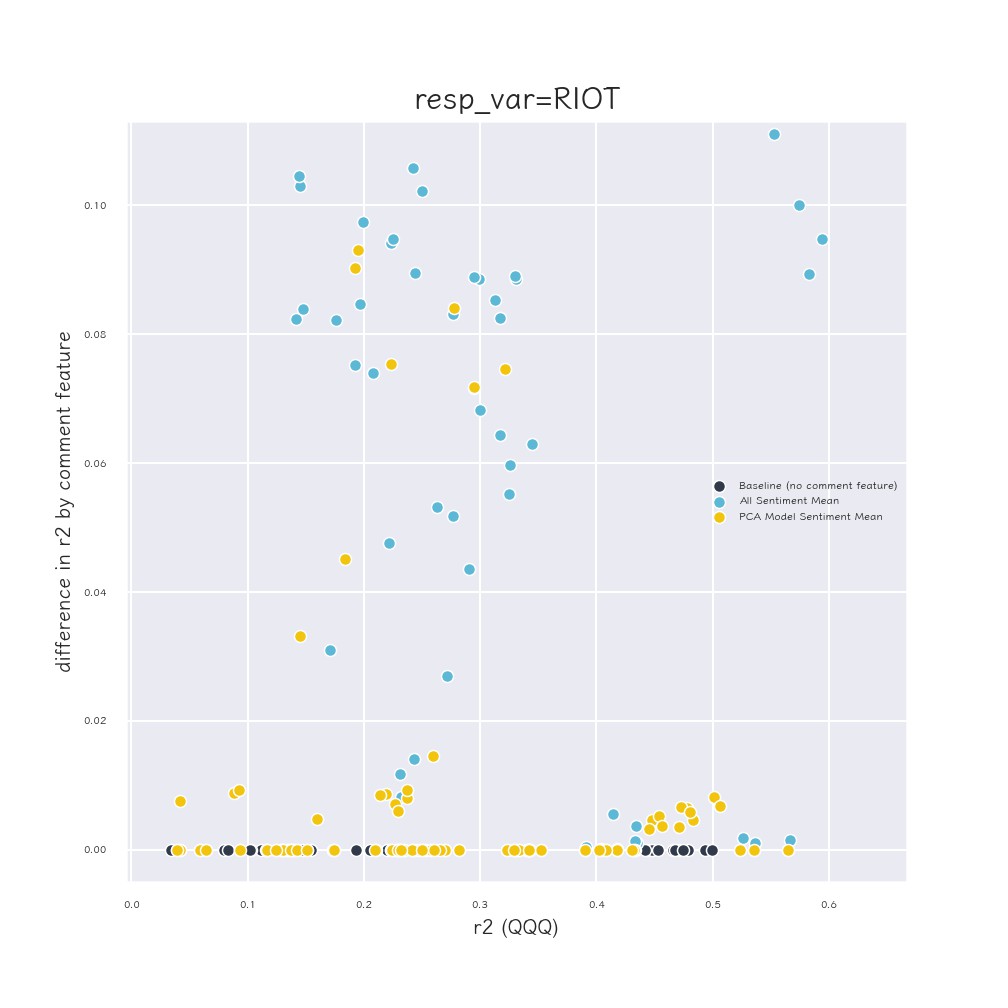 resp_var=RIOT
difference in r2 by comment feature
0.10
0.08
0.06
0.04
0.02
0.00
Baseline (no comment feature)
All Sentiment Mean
PCA Model Sentiment Mean
0.0 0.1 0.2 0.3 0.4 0.5 0.6
r2 (QQQ)